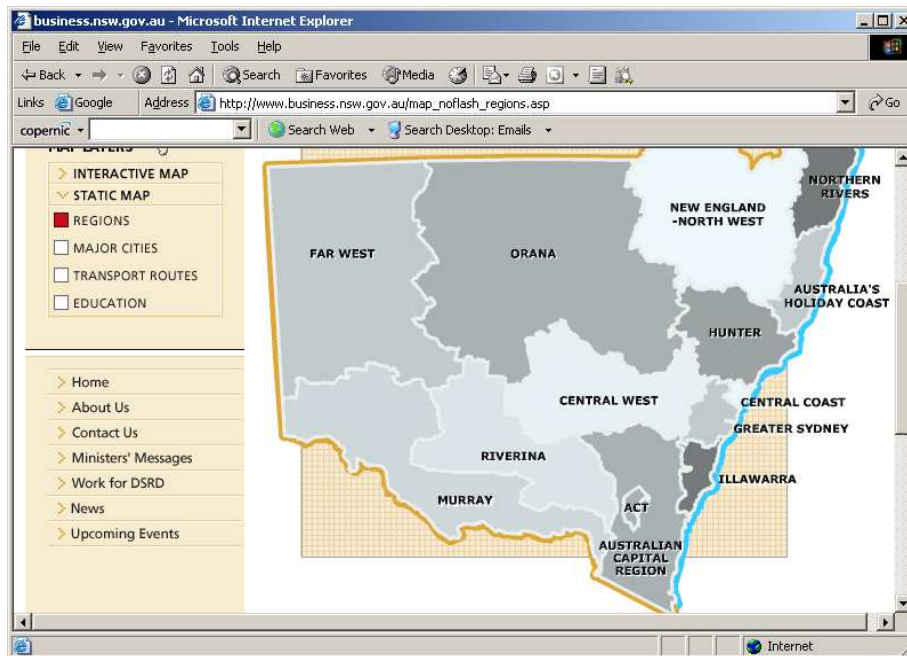 business.nsw.gov.au - Microsoft Internet Explorer
File Edit View Favorites Tools Help
Back Search Favorites Media
Links Google Address http://www.business.nsw.gov.au/map_noflash_regions.asp Go
copernic Search Web Search Desktop: Emails
MAP LAYERS
INTERACTIVE MAP
STATIC MAP
REGIONS
MAJOR CITIES
TRANSPORT ROUTES
EDUCATION
Home
About Us
Contact Us
Ministers' Messages
Work for DSRD
News
Upcoming Events
NORTHERN
RIVERS
NEW ENGLAND
-NORTH WEST
FAR WEST
ORANA
AUSTRALIA'S
HOLIDAY COAST
HUNTER
CENTRAL WEST
CENTRAL COAST
GREATER SYDNEY
RIVERINA
ILLAWARRA
MURRAY
ACT
AUSTRALIAN
CAPITAL
REGION
Internet